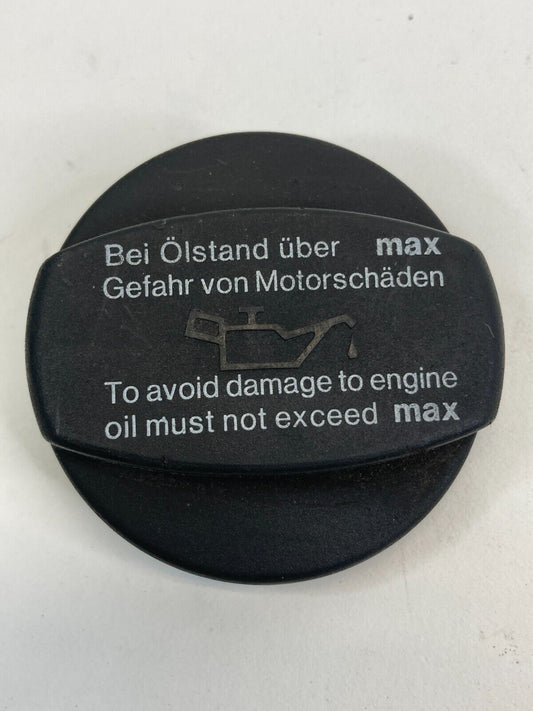 Bei Ölstand über max
Gefahr von Motorschäden
To avoid damage to engine
oil must not exceed max